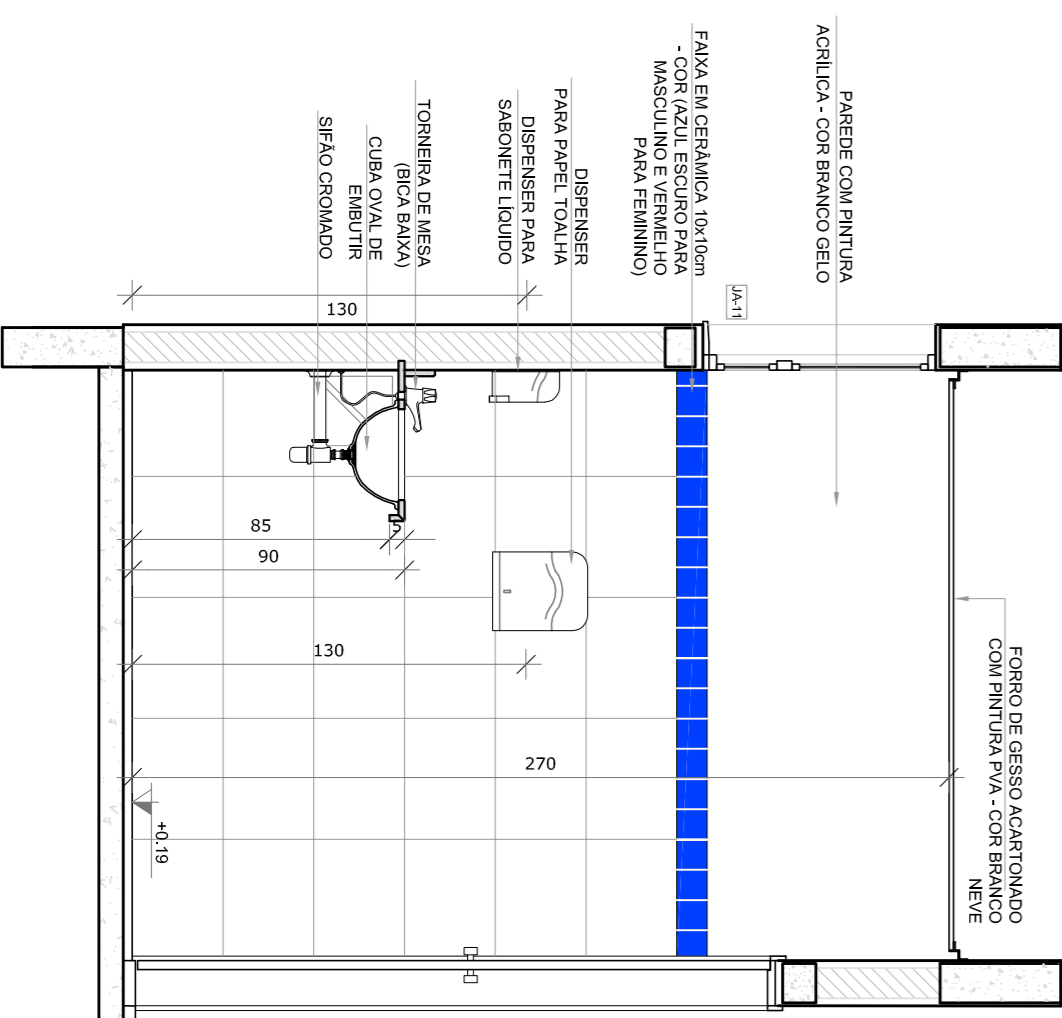 PAREDE COM PINTURA
ACRÍLICA - COR BRANCO GELO
FAIXA EM CERÂMICA 10x10cm
- COR (AZUL ESCURO PARA
MASCULINO E VERMELHO
PARA FEMININO)
DISPENSER
PARA PAPEL TOALHA
DISPENSER PARA
SABONETE LÍQUIDO
TORNEIRA DE MESA
(BICA BAIXA)
CUBA OVAL DE
EMBUTIR
SIFÃO CROMADO
JA-11
130
85
90
130
270
+0.19
FORRO DE GESSO ACARTONADO
COM PINTURA PVA - COR BRANCO
NEVE